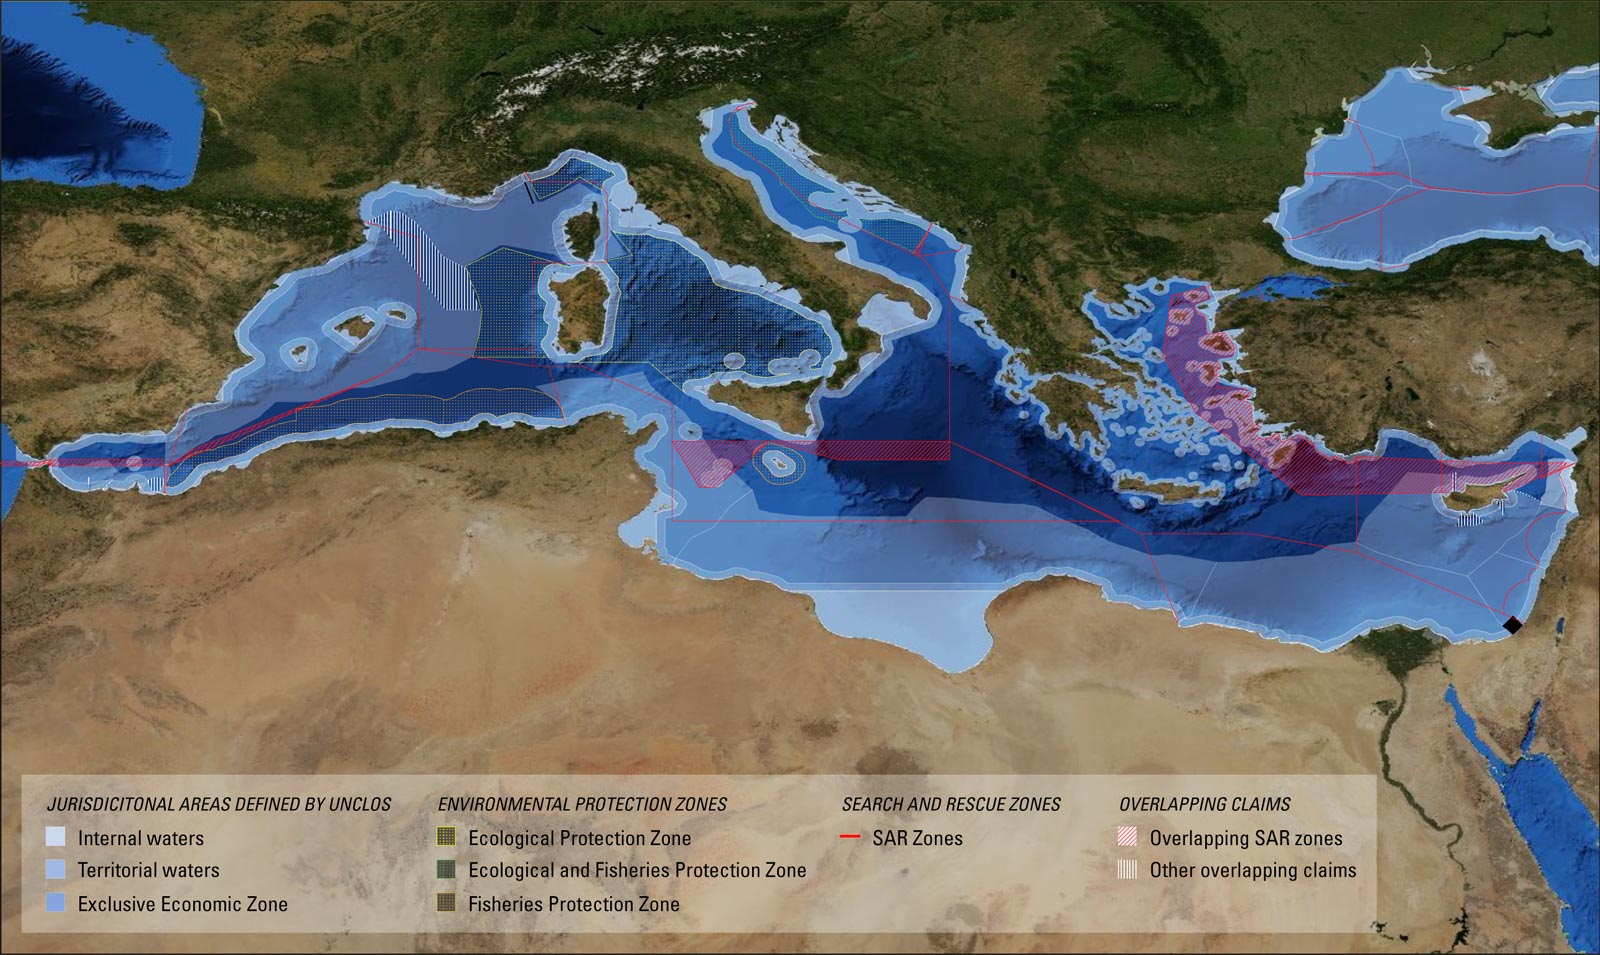 JURISDICITONAL AREAS DEFINED BY UNCLOS
Internal waters
Territorial waters
Exclusive Economic Zone
ENVIRONMENTAL PROTECTION ZONES
Ecological Protection Zone
Ecological and Fisheries Protection Zone
Fisheries Protection Zone
SEARCH AND RESCUE ZONES
SAR Zones
OVERLAPPING CLAIMS
Overlapping SAR zones
Other overlapping claims